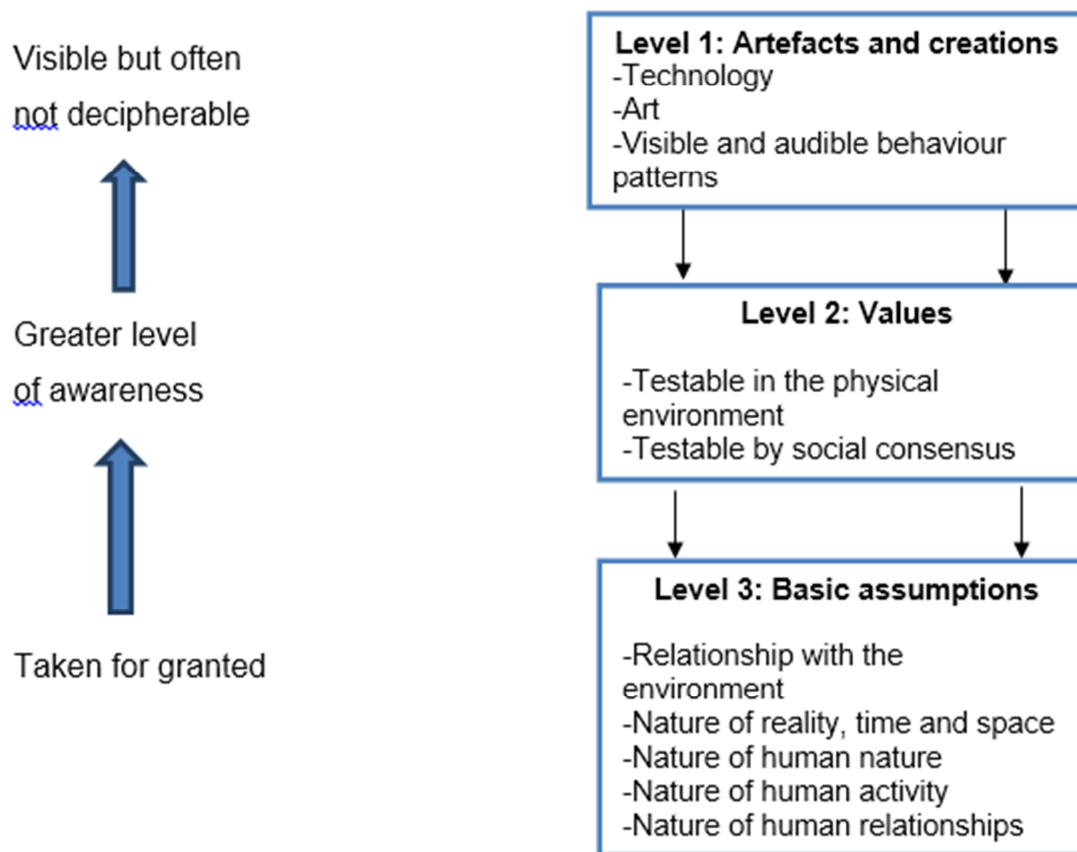 Visible but often
not decipherable
Greater level
of awareness
Taken for granted
Level 1: Artefacts and creations
-Technology
-Art
-Visible and audible behaviour
patterns
Level 2: Values
-Testable in the physical
environment
-Testable by social consensus
Level 3: Basic assumptions
-Relationship with the
environment
-Nature of reality, time and space
-Nature of human nature
-Nature of human activity
-Nature of human relationships